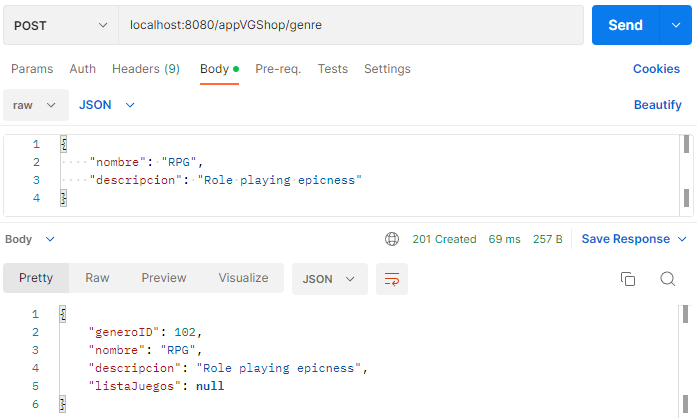 POST localhost:8080/appVGShop/genre Send
Params Auth Headers (9) Body Pre-req. Tests Settings Cookies
raw JSON Beautify
1 {
2 ····"nombre":·"RPG",
3 ····"descripcion":·"Role·playing·epicness"
4 }
Body 201 Created 69 ms 257 B Save Response
Pretty Raw Preview Visualize JSON
1 {
2 "generoID": 102,
3 "nombre": "RPG",
4 "descripcion": "Role playing epicness",
5 "listaJuegos": null
6 }